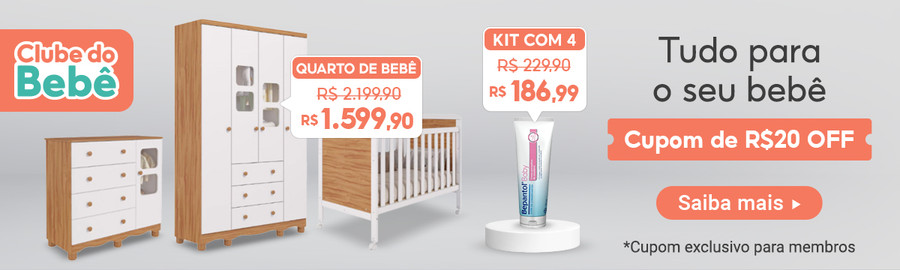 Clube do
Bebê
QUARTO DE BEBÊ
R$ 2.199,90
R$ 1.599,90
KIT COM 4
R$ 229,90
R$ 186,99
Bepantol Baby
Tudo para
o seu bebê
Cupom de R$20 OFF
Saiba mais
*Cupom exclusivo para membros